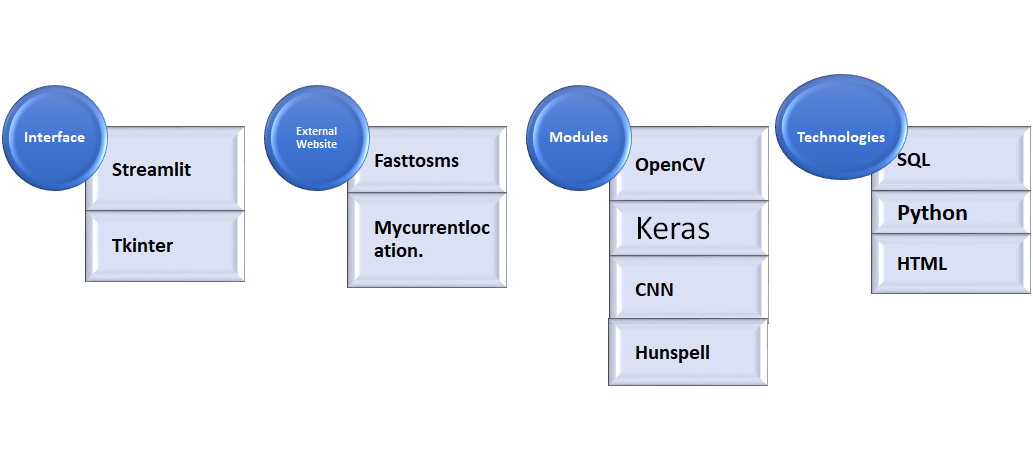 Interface
Streamlit
Tkinter
External
Website
Fasttosms
Mycurrentloc
ation.
Modules
OpenCV
Keras
CNN
Hunspell
Technologies
SQL
Python
HTML